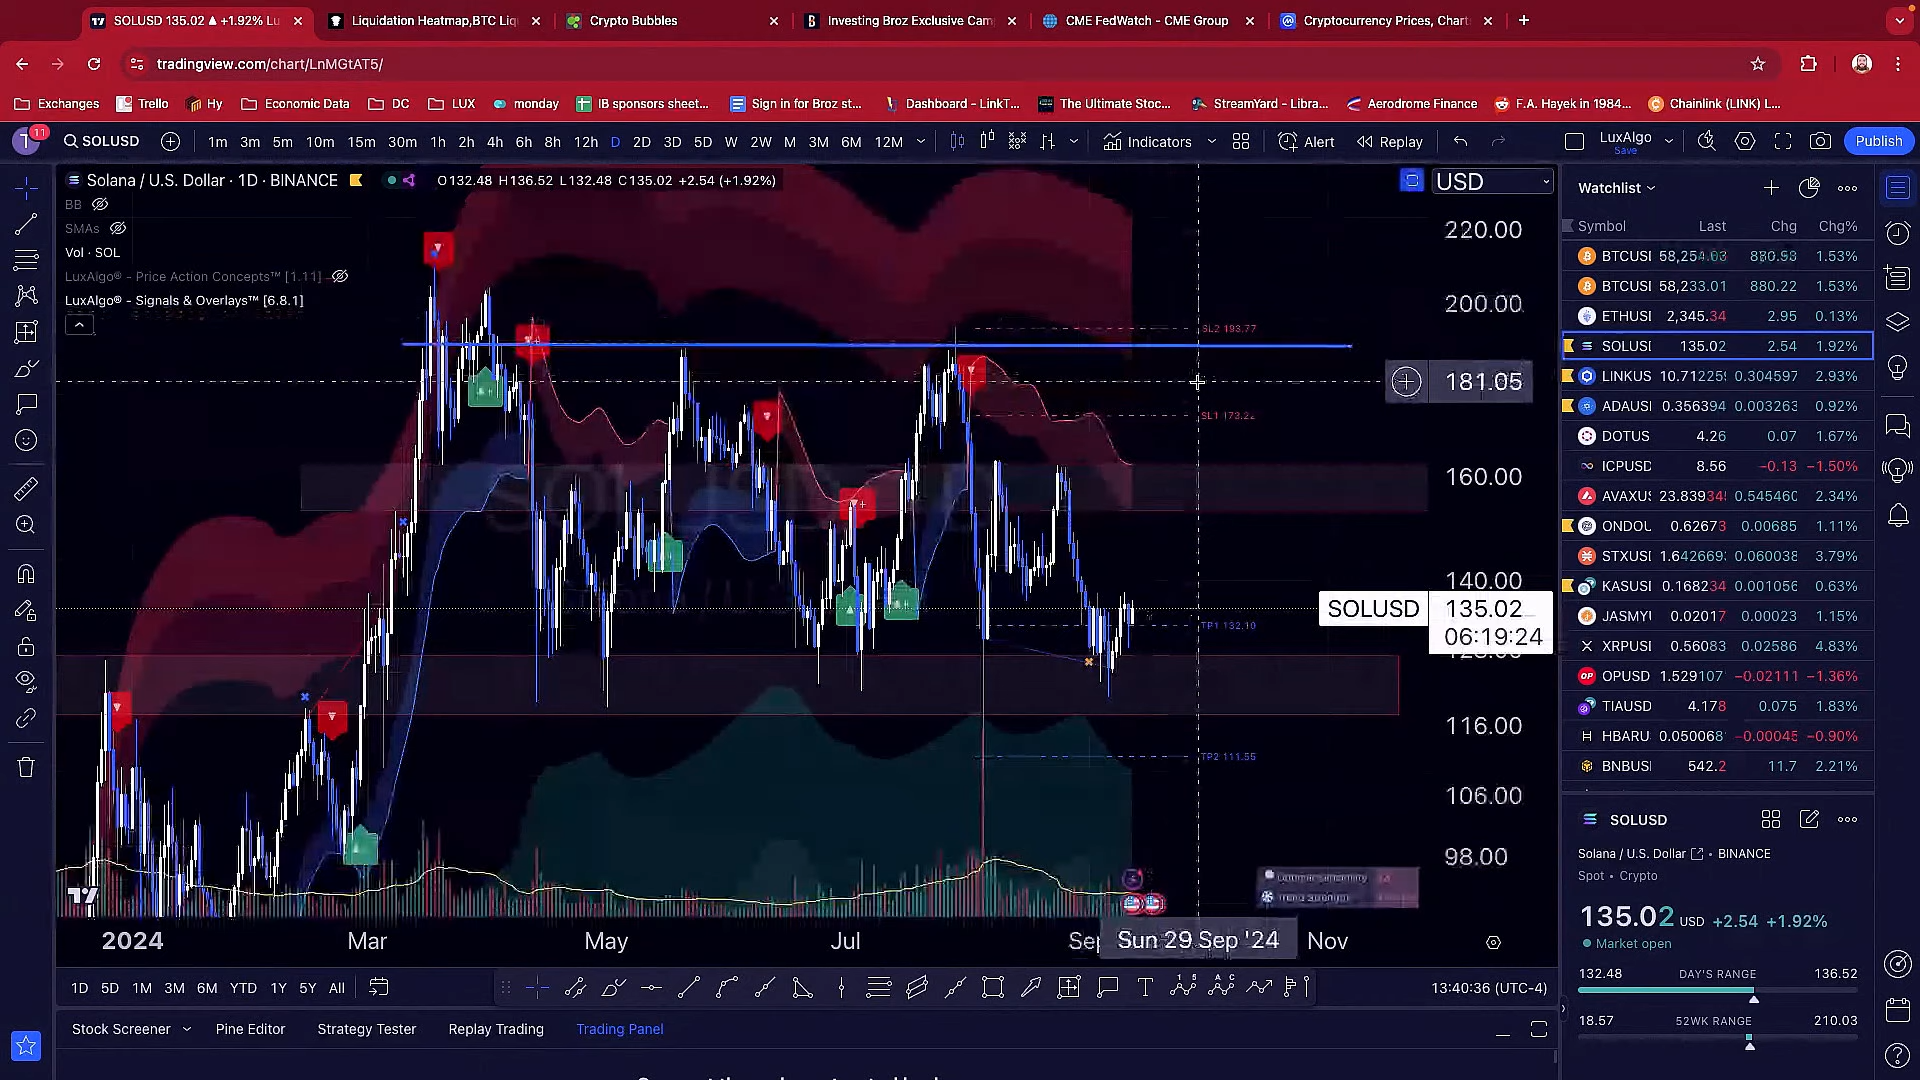 SOLUSD 135.02 ▲ +1.92% Lu
Liquidation Heatmap,BTC Liq
Crypto Bubbles
Investing Broz Exclusive Cam
CME FedWatch - CME Group
Cryptocurrency Prices, Chart
tradingview.com/chart/LnMGtAT5/
Exchanges Trello Hy Economic Data DC LUX monday IB sponsors sheet... Sign in for Broz st... Dashboard - LinkT... The Ultimate Stoc... StreamYard - Libra... Aerodrome Finance F.A. Hayek in 1984... Chainlink (LINK) L...
T 11 SOLUSD 1m 3m 5m 10m 15m 30m 1h 2h 4h 6h 8h 12h D 2D 3D 5D W 2W M 3M 6M 12M Indicators Alert Replay LuxAlgo Save Publish
Solana / U.S. Dollar · 1D · BINANCE O132.48 H136.52 L132.48 C135.02 +2.54 (+1.92%)
USD
BB
SMAs
Vol · SOL
LuxAlgo® - Price Action Concepts™ [1.11]
LuxAlgo® - Signals & Overlays™ [6.8.1]
220.00
200.00
181.05
160.00
140.00
SOLUSD 135.02
06:19:24
116.00
106.00
98.00
SL2 193.77
SL1 173.22
TP1 132.10
TP2 111.55
2024 Mar May Jul Sep Sun 29 Sep '24 Nov
1D 5D 1M 3M 6M YTD 1Y 5Y All
13:40:36 (UTC-4)
Stock Screener Pine Editor Strategy Tester Replay Trading Trading Panel
Watchlist
Symbol Last Chg Chg%
BTCUSI 58,254.03 880.93 1.53%
BTCUSI 58,233.01 880.22 1.53%
ETHUSI 2,345.34 2.95 0.13%
SOLUSI 135.02 2.54 1.92%
LINKUS 10.712259 0.304597 2.93%
ADAUSI 0.356394 0.003263 0.92%
DOTUS 4.26 0.07 1.67%
ICPUSD 8.56 −0.13 −1.50%
AVAXUS 23.839345 0.545460 2.34%
ONDOU 0.62673 0.00685 1.11%
STXUSI 1.642669 0.060038 3.79%
KASUSI 0.168234 0.001056 0.63%
JASMYU 0.02017 0.00023 1.15%
XRPUSI 0.56083 0.02586 4.83%
OPUSD 1.529107 −0.02111 −1.36%
TIAUSD 4.178 0.075 1.83%
HBARU 0.050068 −0.00045 −0.90%
BNBUSI 542.2 11.7 2.21%
SOLUSD
Solana / U.S. Dollar • BINANCE
Spot • Crypto
135.02 USD +2.54 +1.92%
Market open
132.48 DAY'S RANGE 136.52
18.57 52WK RANGE 210.03